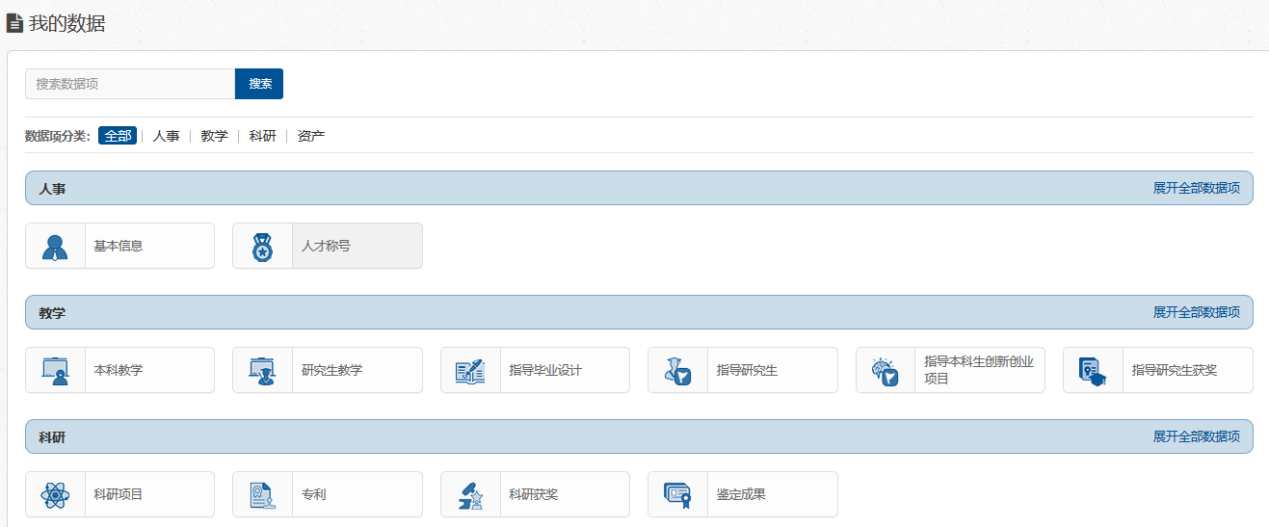 我的数据
搜索数据项 搜索
数据项分类: 全部 | 人事 | 教学 | 科研 | 资产
人事 展开全部数据项
基本信息 人才称号
教学 展开全部数据项
本科教学 研究生教学 指导毕业设计 指导研究生 指导本科生创新创业 指导研究生获奖
项目
科研 展开全部数据项
科研项目 专利 科研获奖 鉴定成果